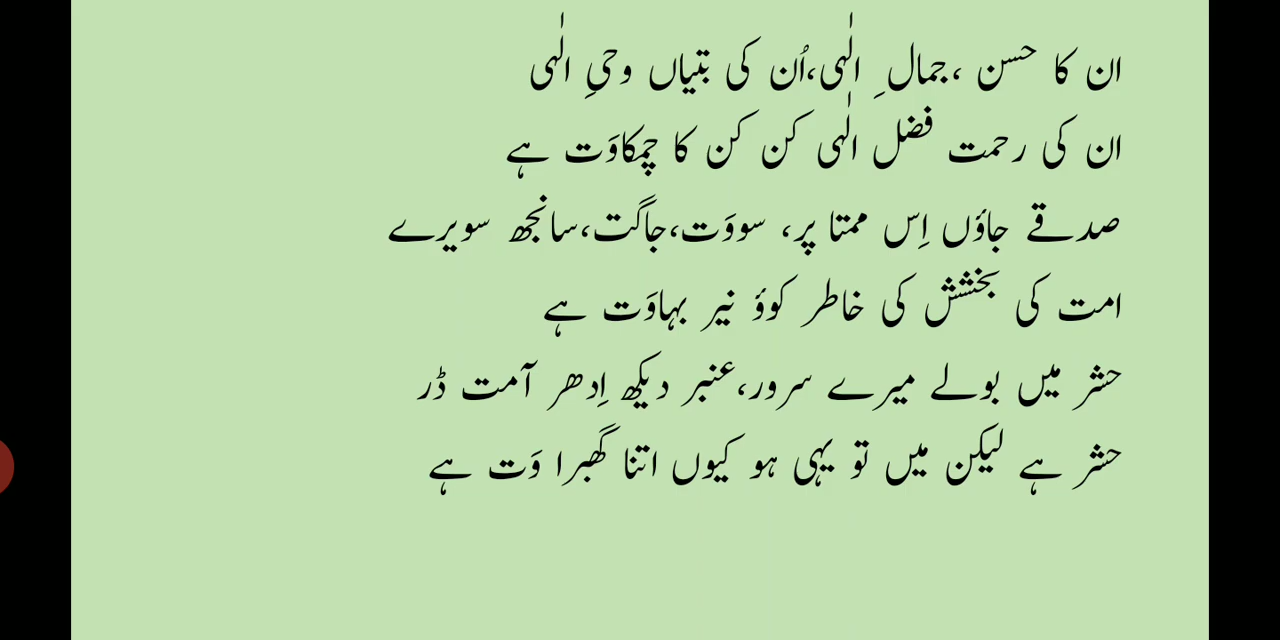 ان کا حسن ،جمال ِ الٰہی،اُن کی بتیاں وحیِ الٰہی
ان کی رحمت فضل الٰہی کن کن کا چمکاوَت ہے
صدقے جاؤں اِس ممتا پر، سووَت،جاگت،سانجھ سویرے
امت کی بخشش کی خاطر کوؤ نیر بہاوَت ہے
حشر میں بولے میرے سرور،عنبر دیکھ اِدھر آمت ڈر
حشر ہے لیکن میں تو یہی ہو کیوں اتنا گھبرا وَت ہے